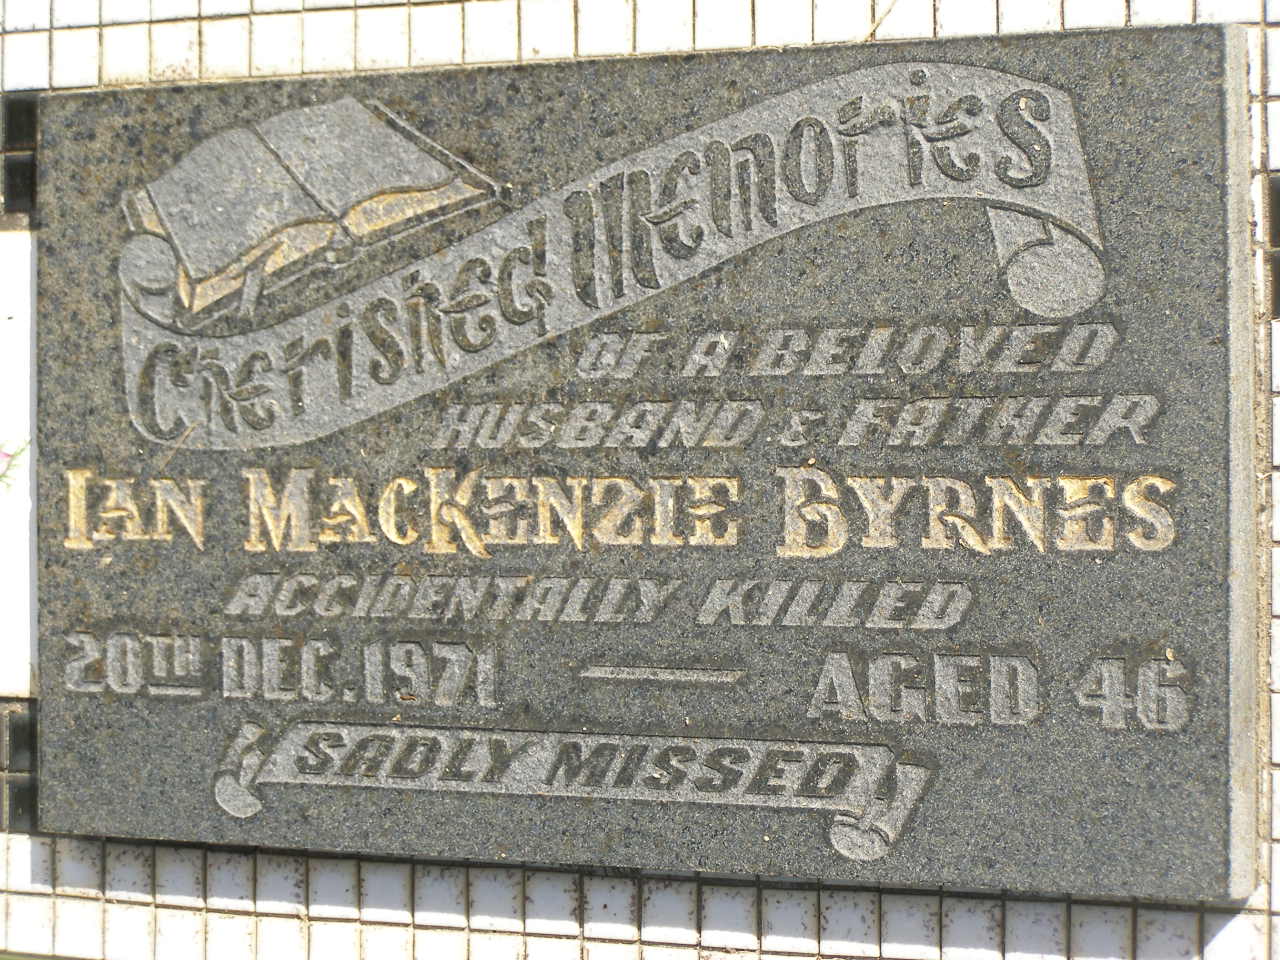 Cherished Memories
OF A BELOVED
HUSBAND & FATHER
IAN MACKENZIE BYRNES
ACCIDENTALLY KILLED
20TH DEC. 1971 — AGED 46
SADLY MISSED